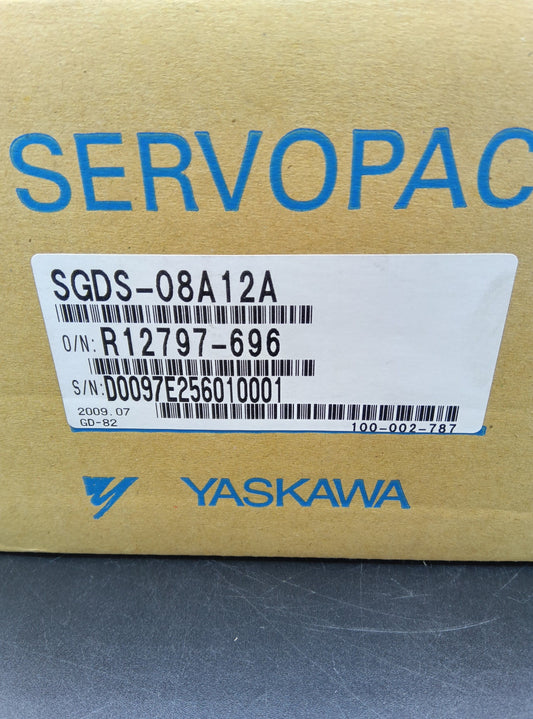 SERVOPAC
SGDS-08A12A
O/N: R12797-696
S/N: D0097E256010001
2009.07
GD-82
100-002-787
YASKAWA